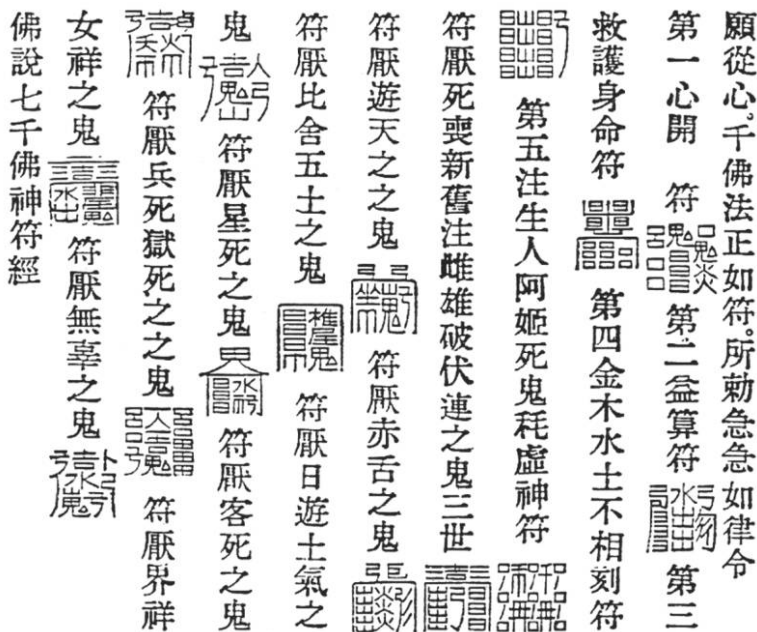 願從心。千佛法正如符。所勅急急如律令
第一心開 符 第二益算符 第三
救護身命符 第四金木水土不相刻符
第五注生人阿姬死鬼秏虛神符
符厭死喪新舊注雌雄破伏連之鬼三世
符厭遊天之之鬼 符厭赤舌之鬼
符厭比舍五土之鬼 符厭日遊土氣之
鬼 符厭星死之鬼 符厭客死之鬼
符厭兵死獄死之之鬼 符厭界祥
女祥之鬼 符厭無辜之鬼
佛說七千佛神符經